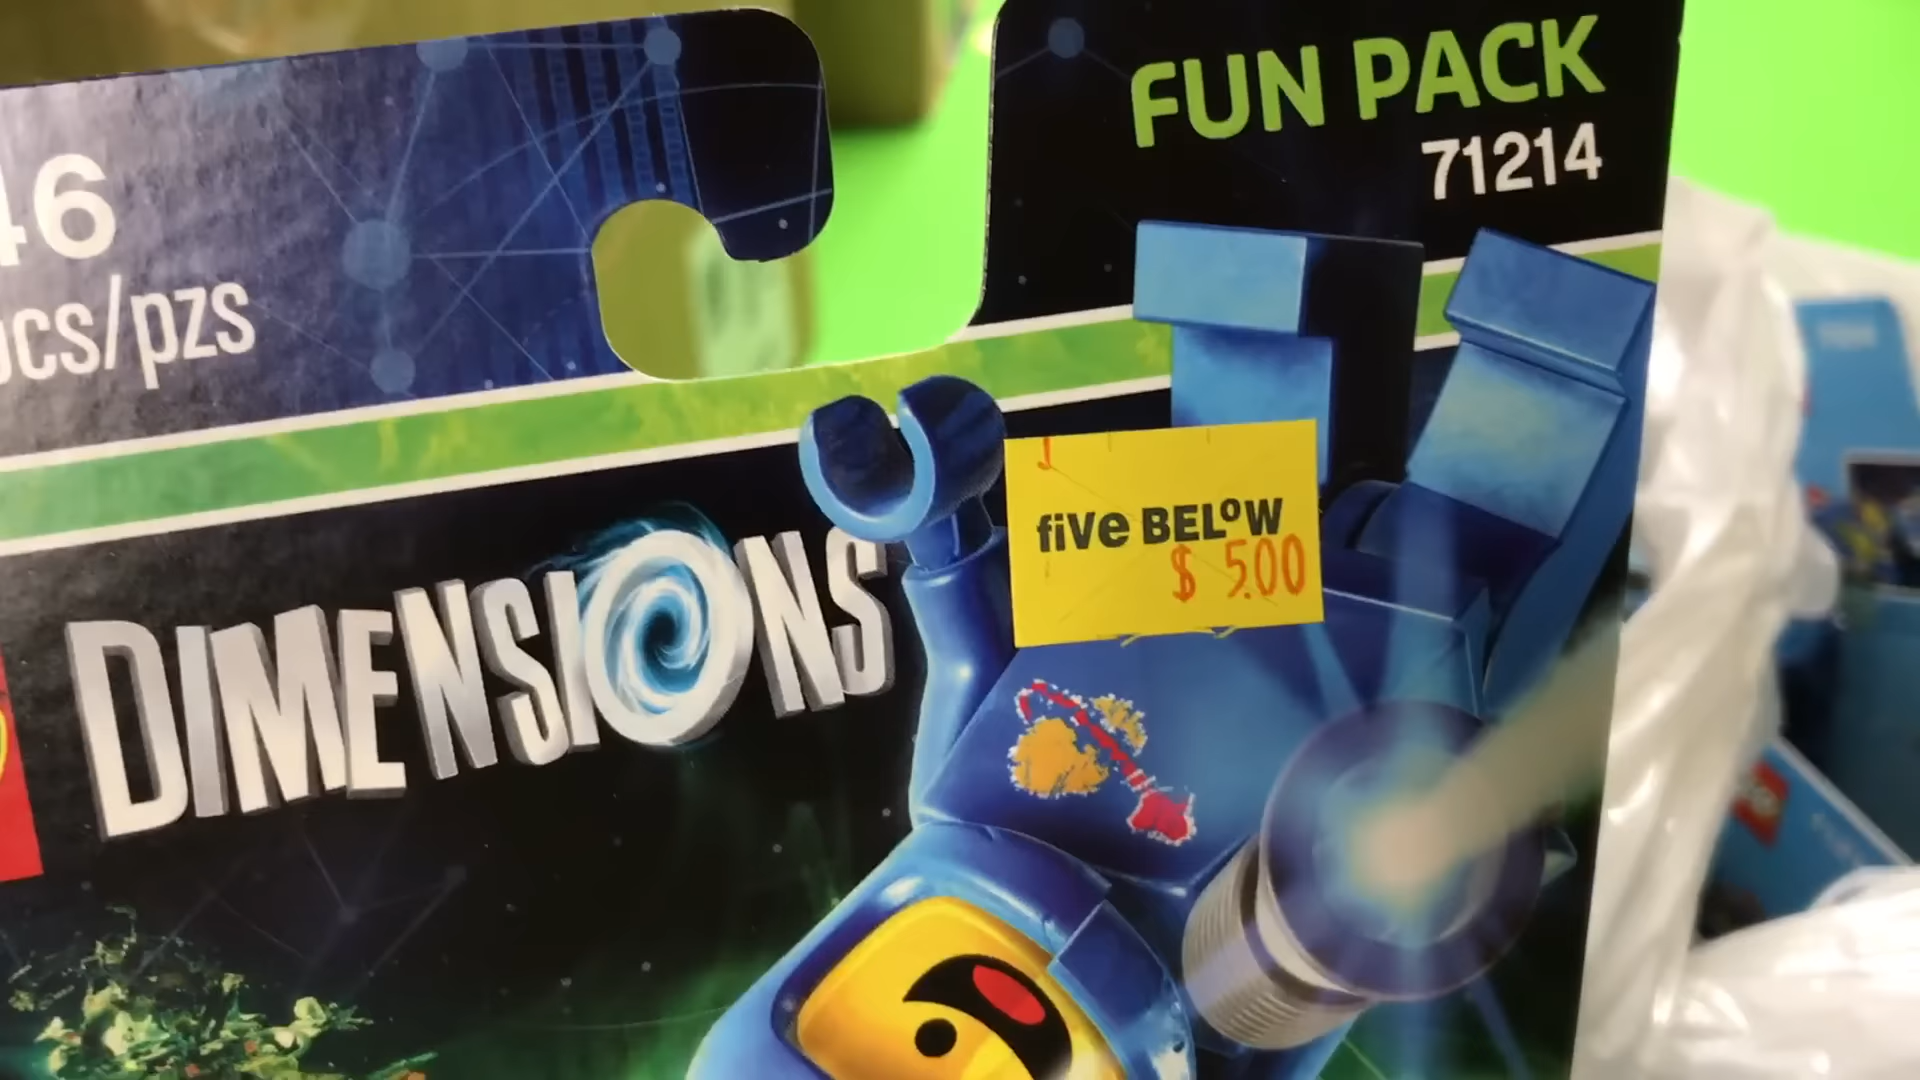 FUN PACK
71214
46
pcs/pzs
five BELOW
$ 5.00
DIMENSIONS